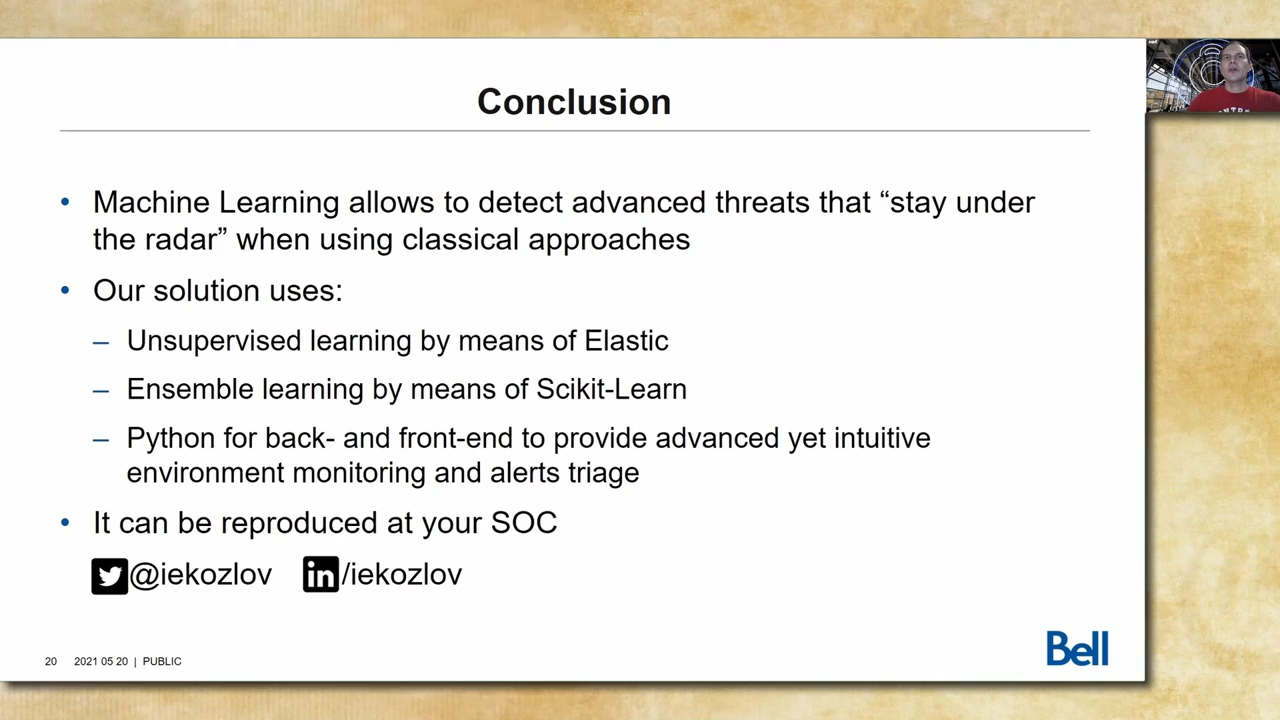 Conclusion
• Machine Learning allows to detect advanced threats that “stay under
the radar” when using classical approaches
• Our solution uses:
– Unsupervised learning by means of Elastic
– Ensemble learning by means of Scikit-Learn
– Python for back- and front-end to provide advanced yet intuitive
environment monitoring and alerts triage
• It can be reproduced at your SOC
@iekozlov in/iekozlov
20 2021 05 20 | PUBLIC
Bell